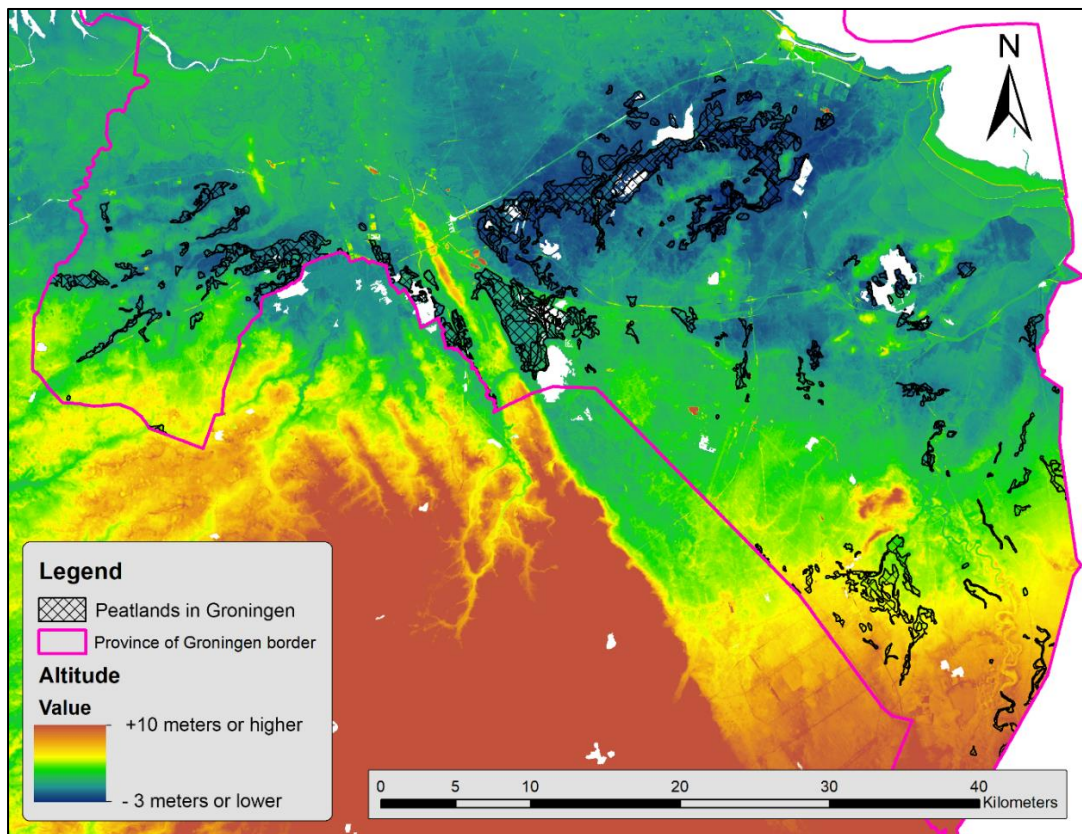 N
Legend
Peatlands in Groningen
Province of Groningen border
Altitude
Value
+10 meters or higher
- 3 meters or lower
0 5 10 20 30 40
Kilometers